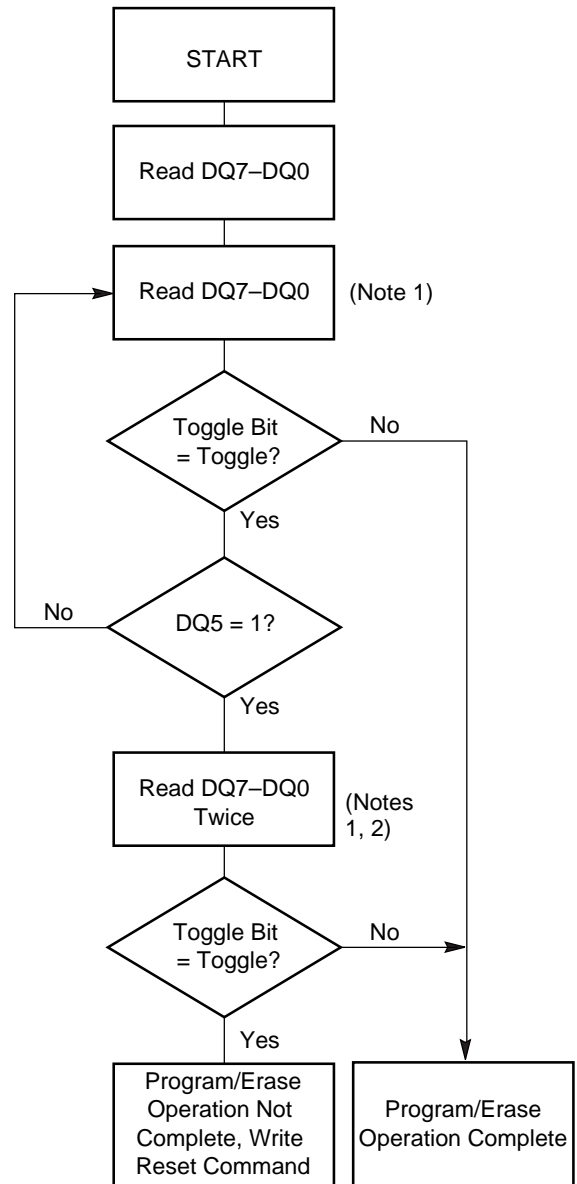 START
Read DQ7–DQ0
Read DQ7–DQ0
(Note 1)
Toggle Bit
= Toggle?
No
Yes
No
DQ5 = 1?
Yes
Read DQ7–DQ0
Twice
(Notes
1, 2)
Toggle Bit
= Toggle?
No
Yes
Program/Erase
Operation Not
Complete, Write
Reset Command
Program/Erase
Operation Complete